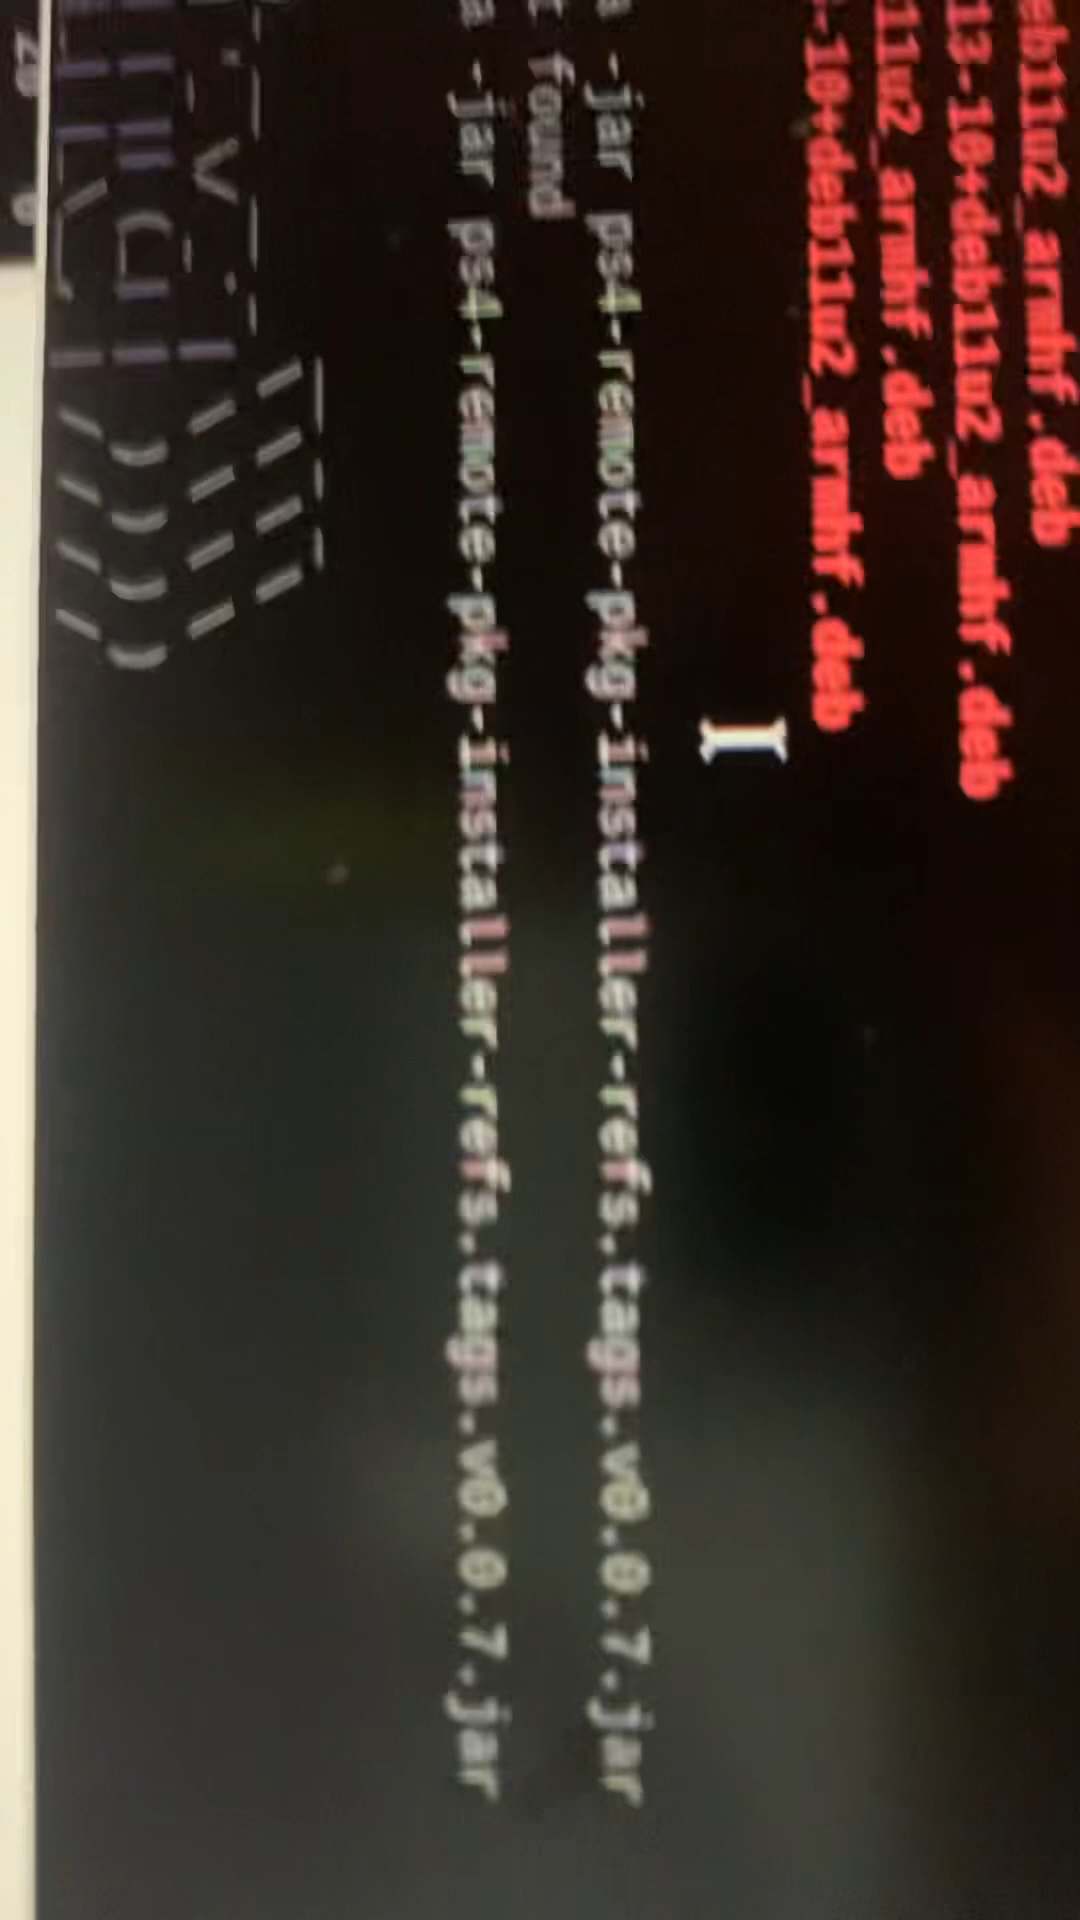 eb11u2_armhf.deb
13-10+deb11u2_armhf.deb
11u2_armhf.deb
-10+deb11u2_armhf.deb
a -jar ps4-remote-pkg-installer-refs.tags.v0.0.7.jar
t found
a -jar ps4-remote-pkg-installer-refs.tags.v0.0.7.jar